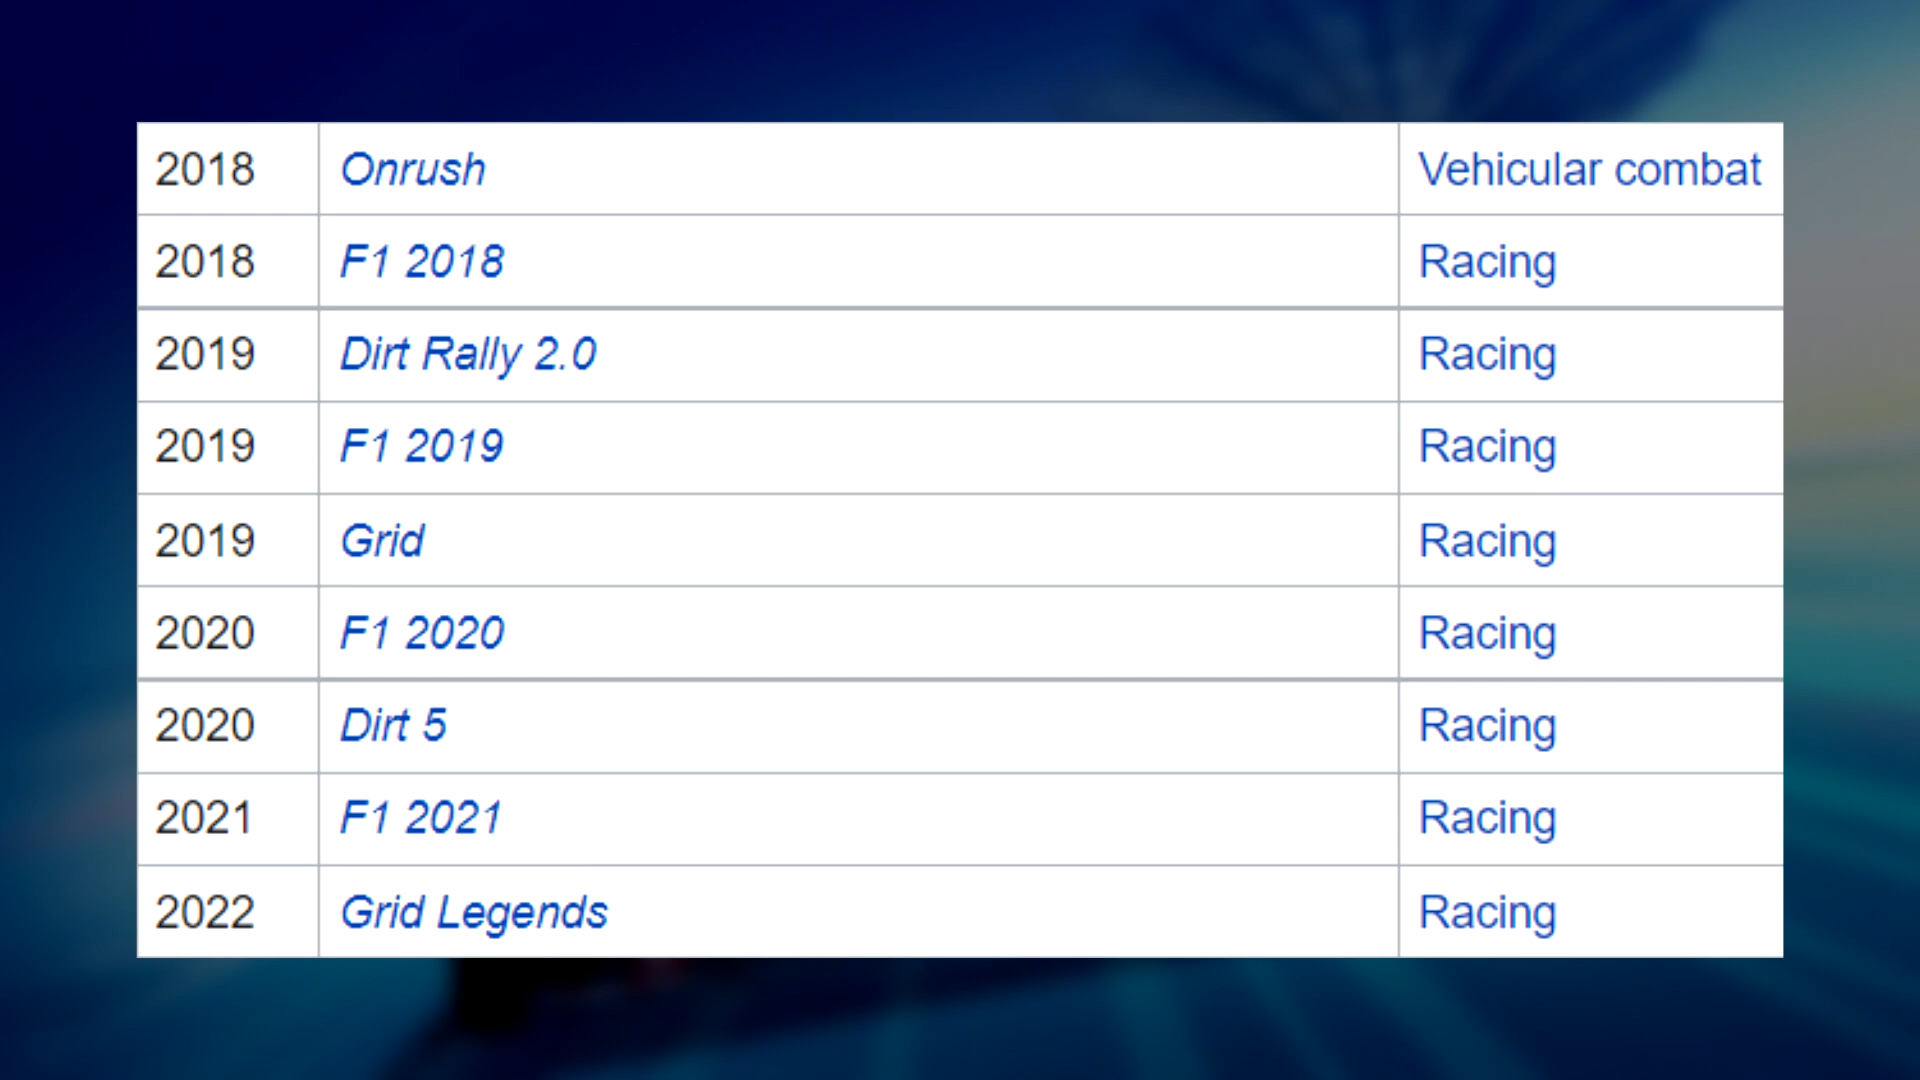 2018 Onrush Vehicular combat
2018 F1 2018 Racing
2019 Dirt Rally 2.0 Racing
2019 F1 2019 Racing
2019 Grid Racing
2020 F1 2020 Racing
2020 Dirt 5 Racing
2021 F1 2021 Racing
2022 Grid Legends Racing